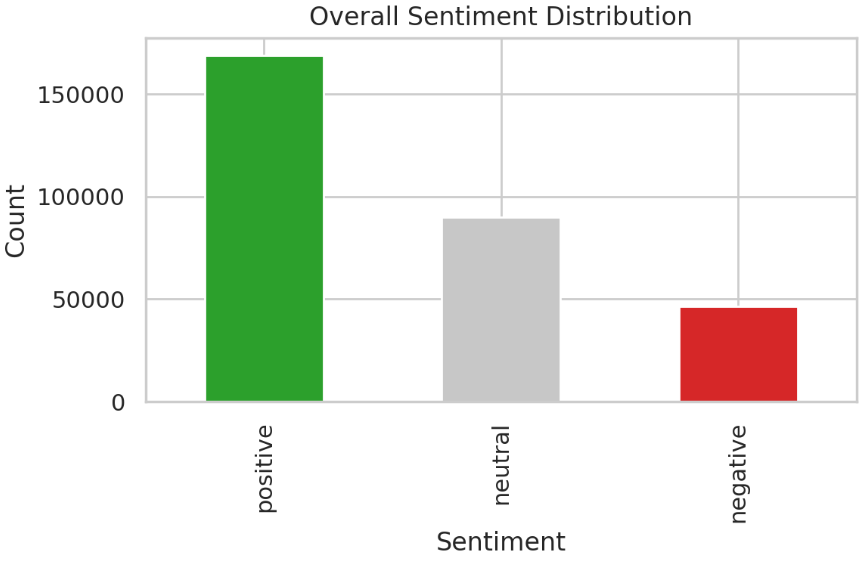 Overall Sentiment Distribution
Count
150000
100000
50000
0
positive
neutral
negative
Sentiment